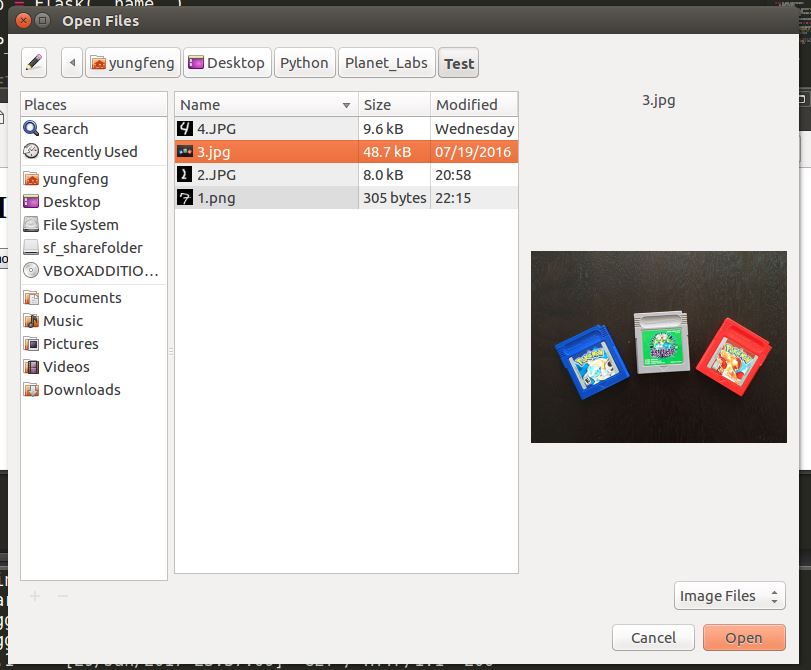 Open Files
yungfeng Desktop Python Planet_Labs Test
Places
Search
Recently Used
yungfeng
Desktop
File System
sf_sharefolder
VBOXADDITIO...
Documents
Music
Pictures
Videos
Downloads
Name Size Modified
4.JPG 9.6 kB Wednesday
3.jpg 48.7 kB 07/19/2016
2.JPG 8.0 kB 20:58
1.png 305 bytes 22:15
3.jpg
Image Files
Cancel Open